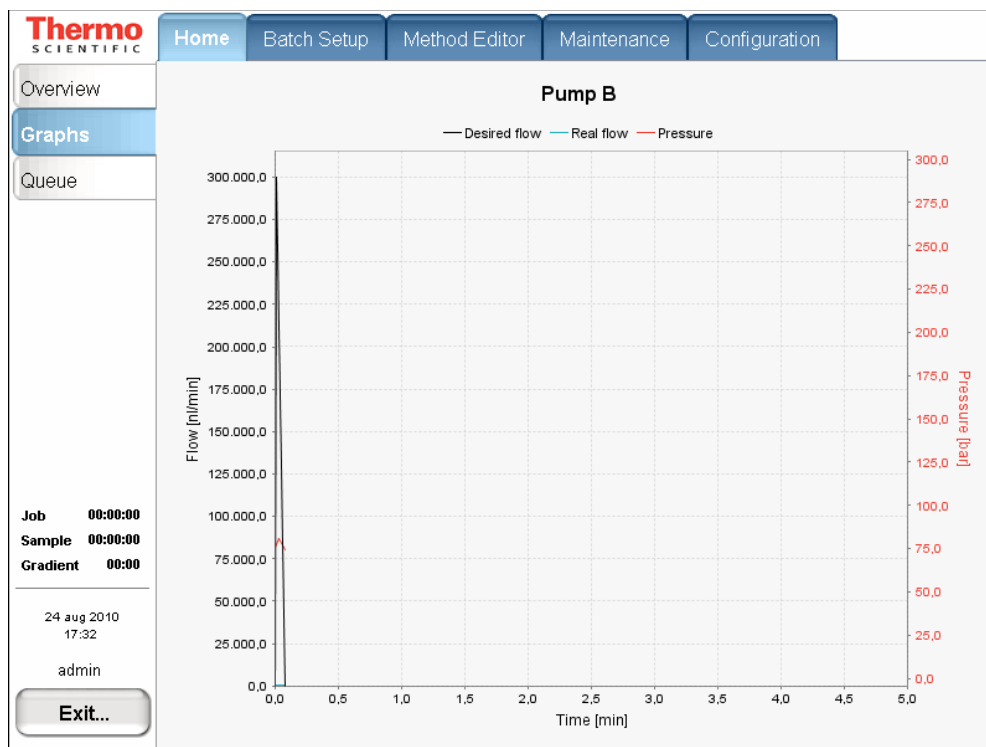 Thermo
SCIENTIFIC
Home
Batch Setup
Method Editor
Maintenance
Configuration
Overview
Graphs
Queue
Job 00:00:00
Sample 00:00:00
Gradient 00:00
24 aug 2010
17:32
admin
Exit...
Pump B
Desired flow Real flow Pressure
Flow [nl/min]
300.000,0
275.000,0
250.000,0
225.000,0
200.000,0
175.000,0
150.000,0
125.000,0
100.000,0
75.000,0
50.000,0
25.000,0
0,0
0,0 0,5 1,0 1,5 2,0 2,5 3,0 3,5 4,0 4,5 5,0
Time [min]
300,0
275,0
250,0
225,0
200,0
175,0
150,0
125,0
100,0
75,0
50,0
25,0
0,0
Pressure [bar]